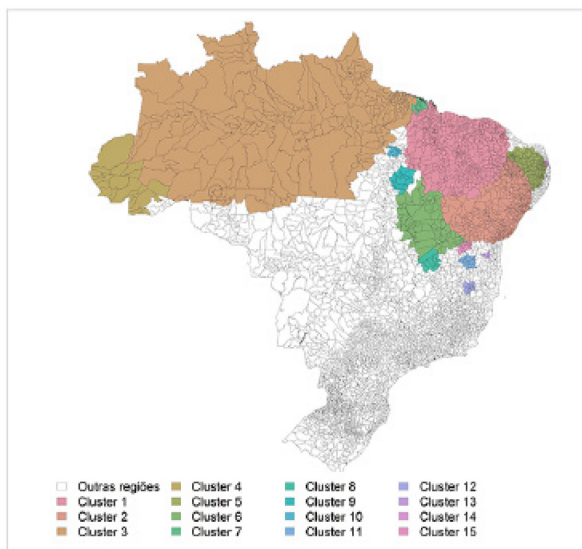 Outras regiões
Cluster 1
Cluster 2
Cluster 3
Cluster 4
Cluster 5
Cluster 6
Cluster 7
Cluster 8
Cluster 9
Cluster 10
Cluster 11
Cluster 12
Cluster 13
Cluster 14
Cluster 15